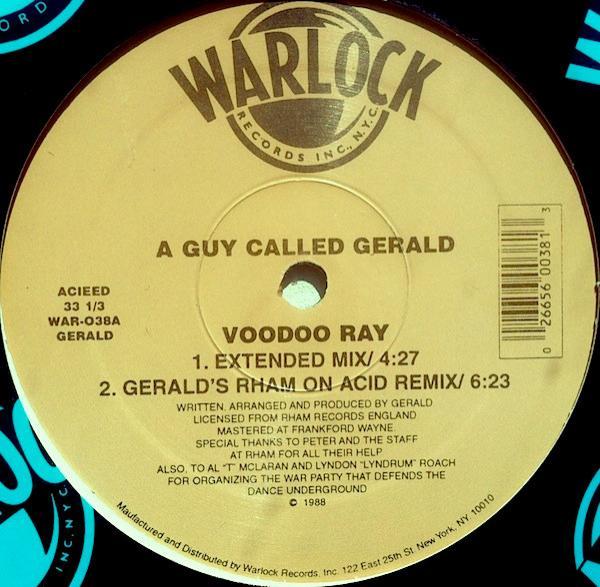 WARLOCK
RECORDS INC., N.Y.C.
A GUY CALLED GERALD
ACIEED
33 1/3
WAR-O38A
GERALD
0 26656 00381 3
VOODOO RAY
1. EXTENDED MIX/ 4:27
2. GERALD'S RHAM ON ACID REMIX/ 6:23
WRITTEN, ARRANGED AND PRODUCED BY GERALD
LICENSED FROM RHAM RECORDS ENGLAND
MASTERED AT FRANKFORD WAYNE.
SPECIAL THANKS TO PETER AND THE STAFF
AT RHAM FOR ALL THEIR HELP
ALSO, TO AL "T" MCLARAN AND LYNDON "LYNDRUM" ROACH
FOR ORGANIZING THE WAR PARTY THAT DEFENDS THE
DANCE UNDERGROUND
© 1988
Maufactured and Distributed by Warlock Records, Inc. 122 East 25th St. New York, NY 10010
INC., N.Y.C.